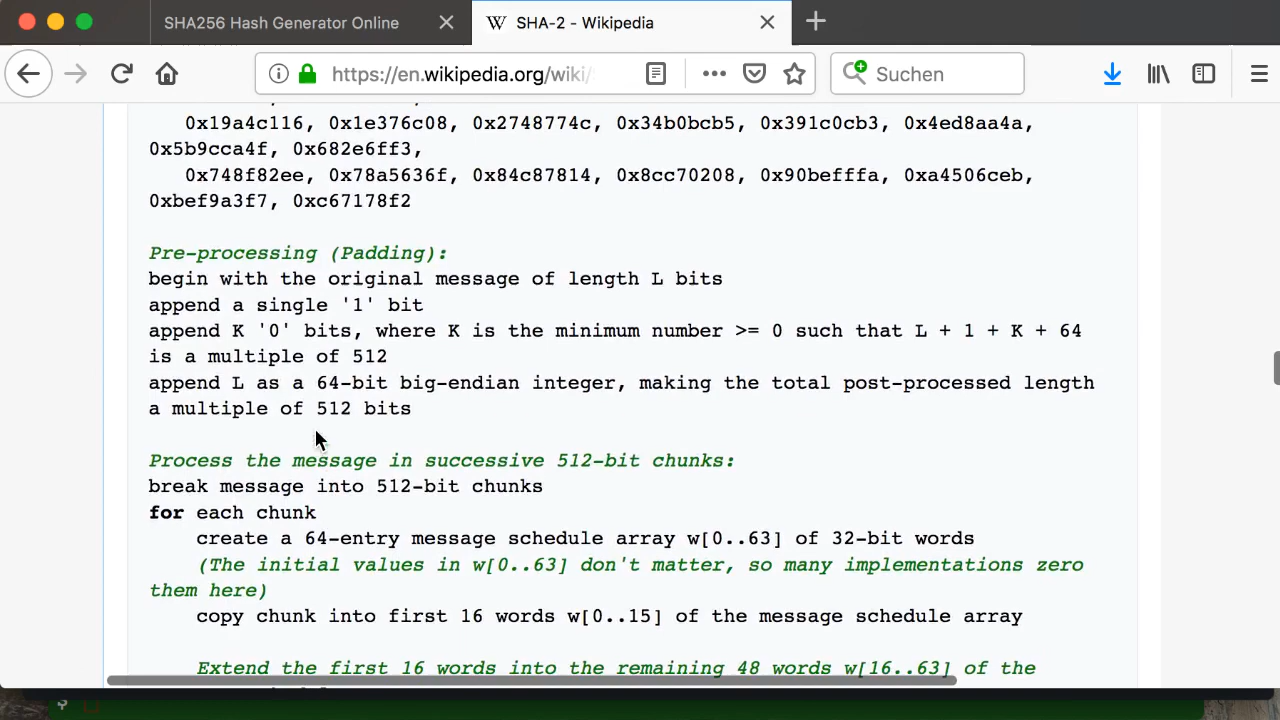 SHA256 Hash Generator Online
W SHA-2 - Wikipedia
https://en.wikipedia.org/wiki/
Suchen
0x19a4c116, 0x1e376c08, 0x2748774c, 0x34b0bcb5, 0x391c0cb3, 0x4ed8aa4a,
0x5b9cca4f, 0x682e6ff3,
0x748f82ee, 0x78a5636f, 0x84c87814, 0x8cc70208, 0x90befffa, 0xa4506ceb,
0xbef9a3f7, 0xc67178f2
Pre-processing (Padding):
begin with the original message of length L bits
append a single '1' bit
append K '0' bits, where K is the minimum number >= 0 such that L + 1 + K + 64
is a multiple of 512
append L as a 64-bit big-endian integer, making the total post-processed length
a multiple of 512 bits
Process the message in successive 512-bit chunks:
break message into 512-bit chunks
for each chunk
create a 64-entry message schedule array w[0..63] of 32-bit words
(The initial values in w[0..63] don't matter, so many implementations zero
them here)
copy chunk into first 16 words w[0..15] of the message schedule array
Extend the first 16 words into the remaining 48 words w[16..63] of the
$